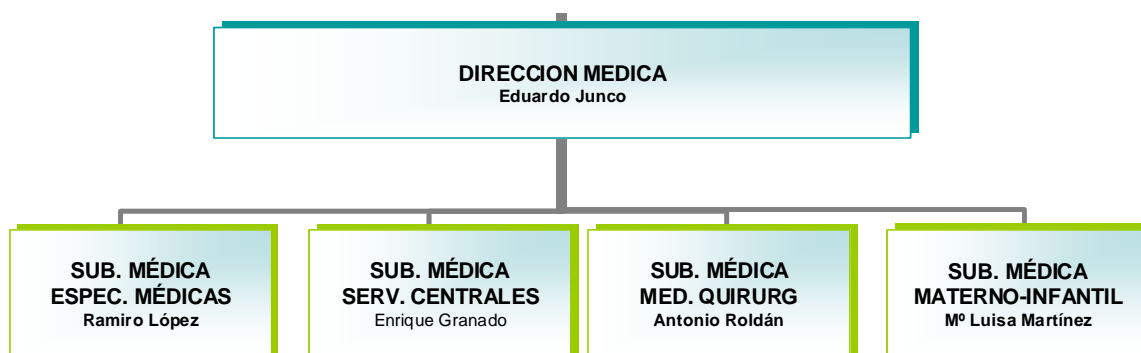 DIRECCION MEDICA
Eduardo Junco
SUB. MÉDICA
ESPEC. MÉDICAS
Ramiro López
SUB. MÉDICA
SERV. CENTRALES
Enrique Granado
SUB. MÉDICA
MED. QUIRURG
Antonio Roldán
SUB. MÉDICA
MATERNO-INFANTIL
Mº Luisa Martínez